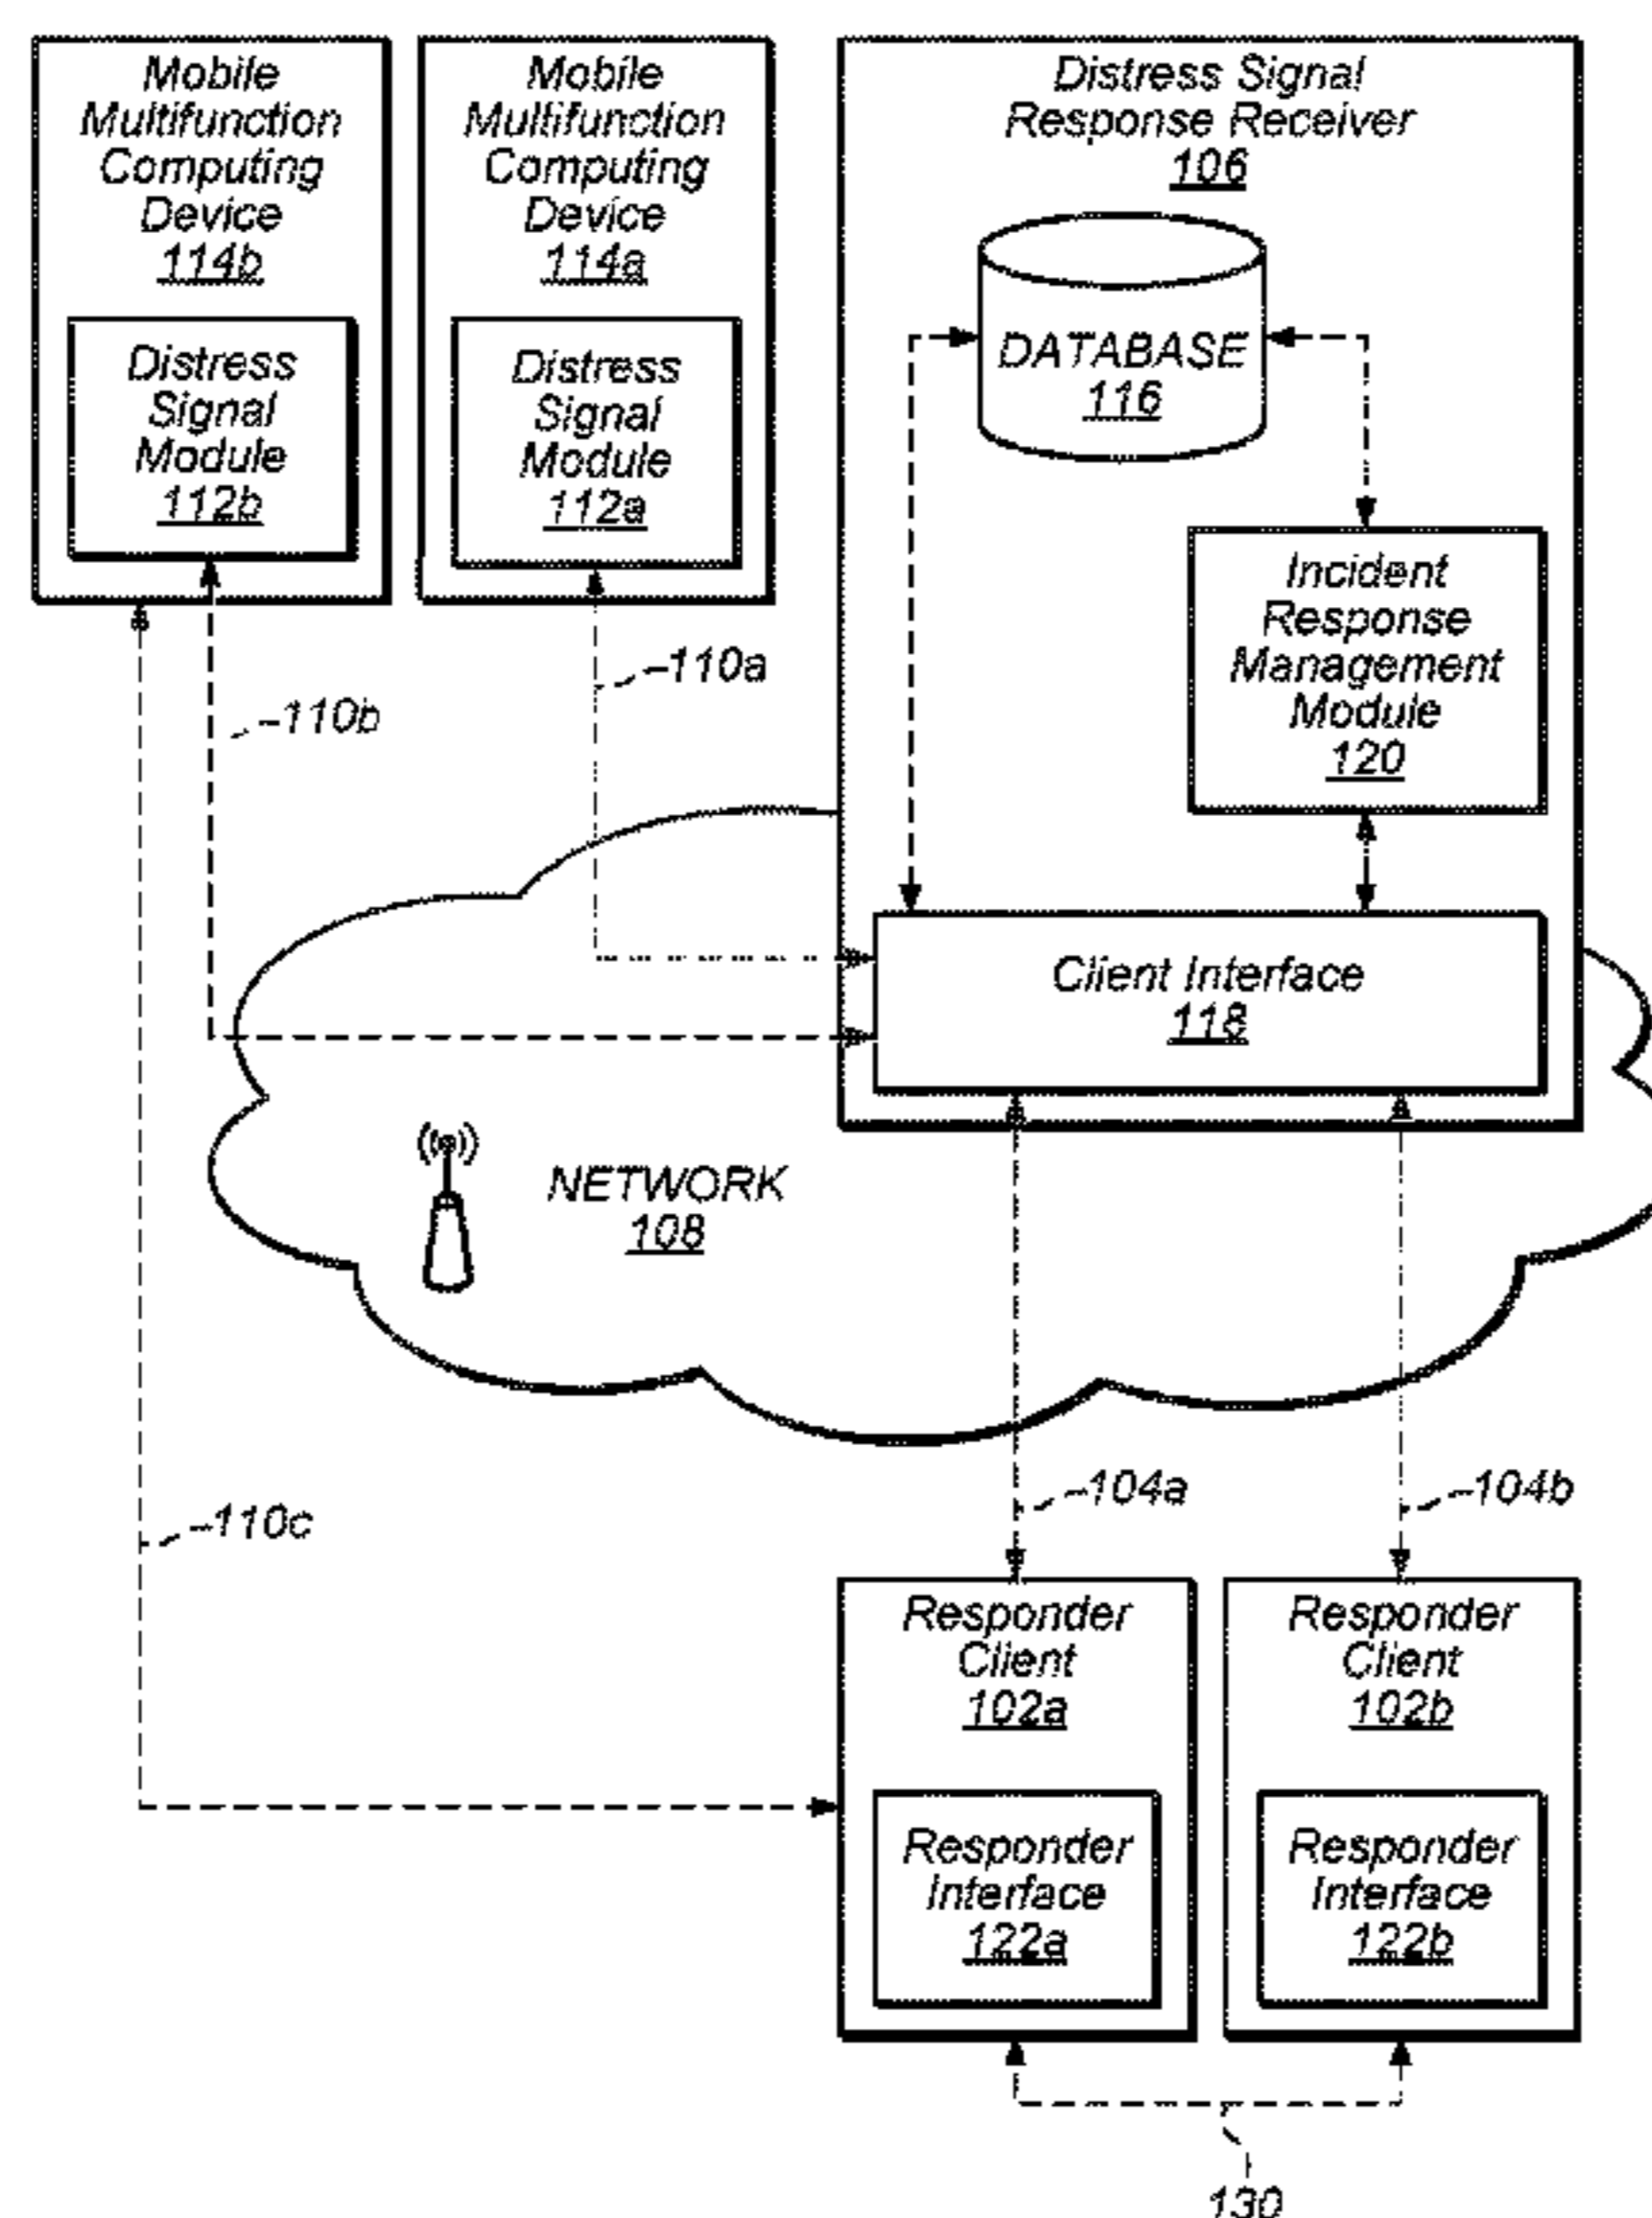 Mobile
Multifunction
Computing
Device
114b
Distress
Signal
Module
112b
Mobile
Multifunction
Computing
Device
114a
Distress
Signal
Module
112a
Distress Signal
Response Receiver
106
DATABASE
116
Incident
Response
Management
Module
120
Client Interface
118
110a
110b
NETWORK
108
110c
104a
104b
Responder
Client
102a
Responder
Interface
122a
Responder
Client
102b
Responder
Interface
122b
130